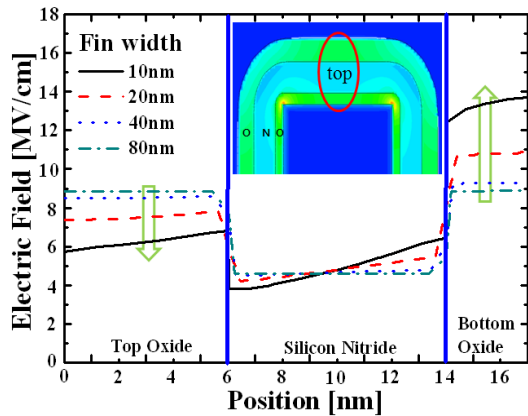 Electric Field [MV/cm]
18
16
14
12
10
8
6
4
2
0
Fin width
10nm
20nm
40nm
80nm
top
O N O
Top Oxide
Silicon Nitride
Bottom
Oxide
0 2 4 6 8 10 12 14 16
Position [nm]